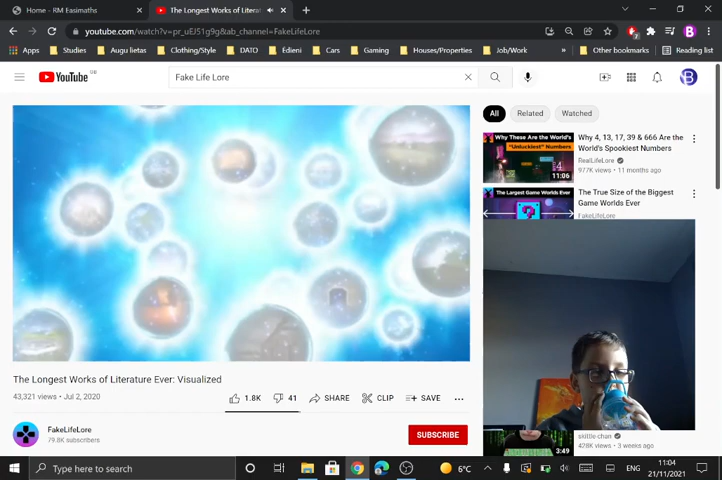 Home - RM Easimaths
The Longest Works of Literatu
youtube.com/watch?v=pr_uEJ51g9g&ab_channel=FakeLifeLore
Apps Studies Augu lietas Clothing/Style DATO Edieni Cars Gaming Houses/Properties Job/Work » Other bookmarks Reading list
YouTube
Fake Life Lore
B
All Related Watched
Why These Are the World's
"Unluckiest" Numbers
11:06
Why 4, 13, 17, 39 & 666 Are the
World's Spookiest Numbers
RealLifeLore
977K views • 11 months ago
The Largest Game Worlds Ever
The True Size of the Biggest
Game Worlds Ever
FakeLifeLore
The Longest Works of Literature Ever: Visualized
43,321 views • Jul 2, 2020
1.8K 41 SHARE CLIP SAVE
FakeLifeLore
79.8K subscribers
SUBSCRIBE
3:49
skittle chan
428K views • 3 weeks ago
Type here to search
6°C
ENG
11:04
21/11/2021